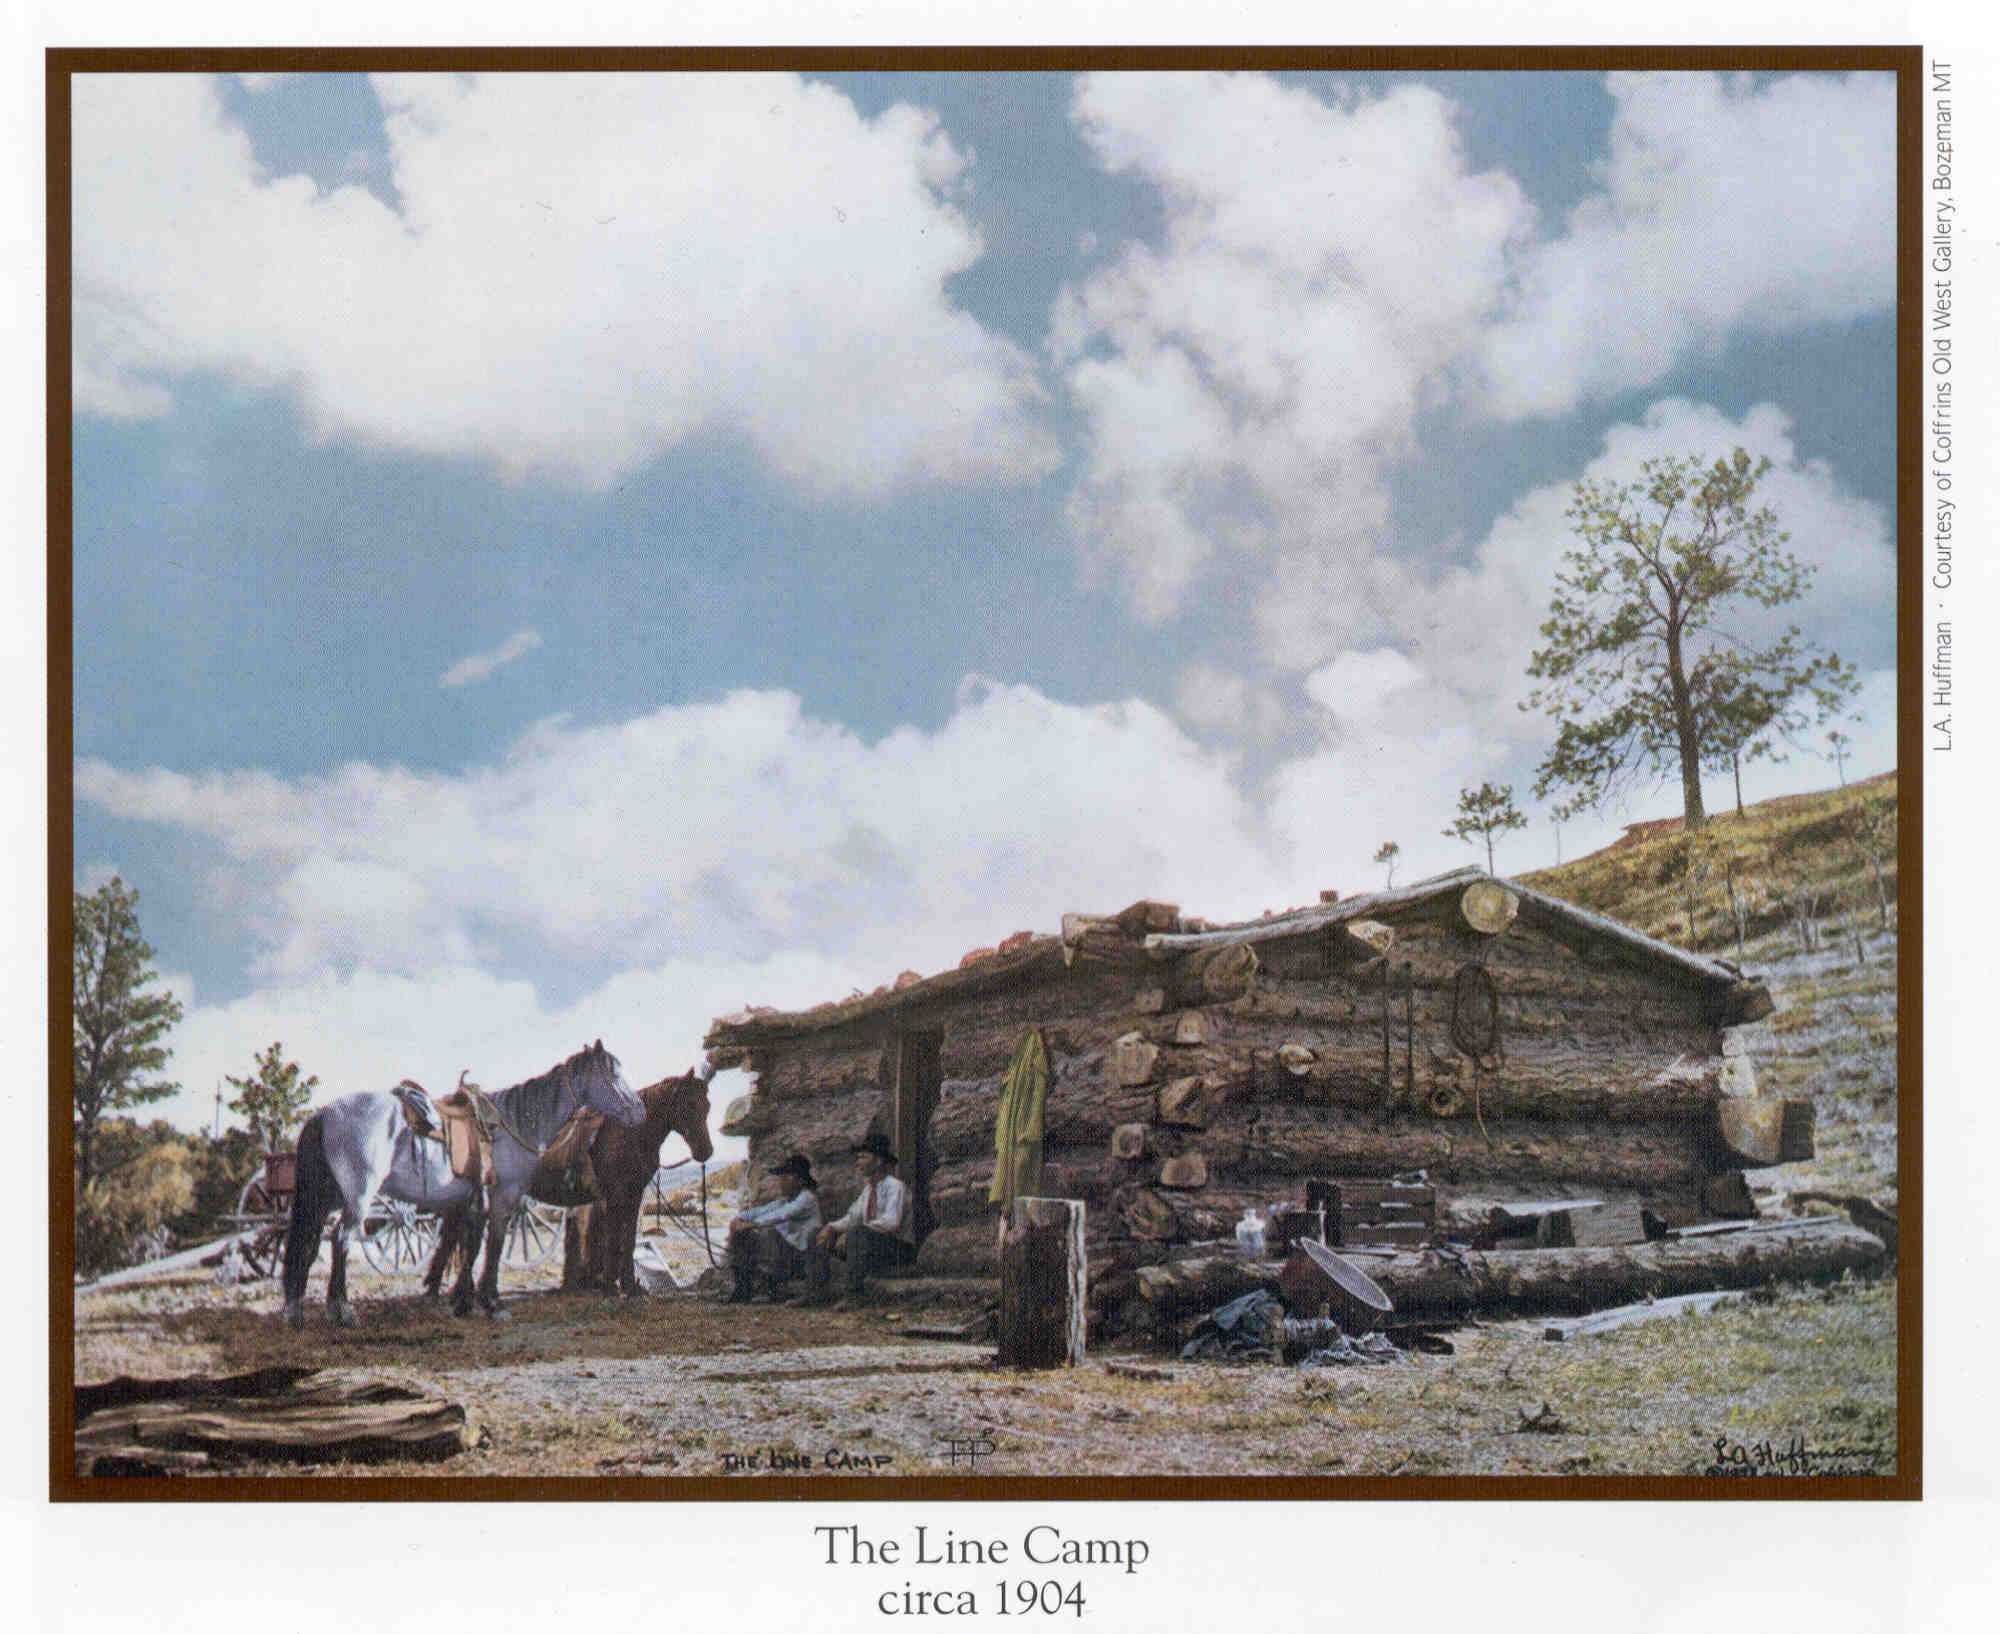 L.A. Huffman · Courtesy of Coffrins Old West Gallery, Bozeman MT
THE LINE CAMP
L.A. Huffman
The Line Camp
circa 1904